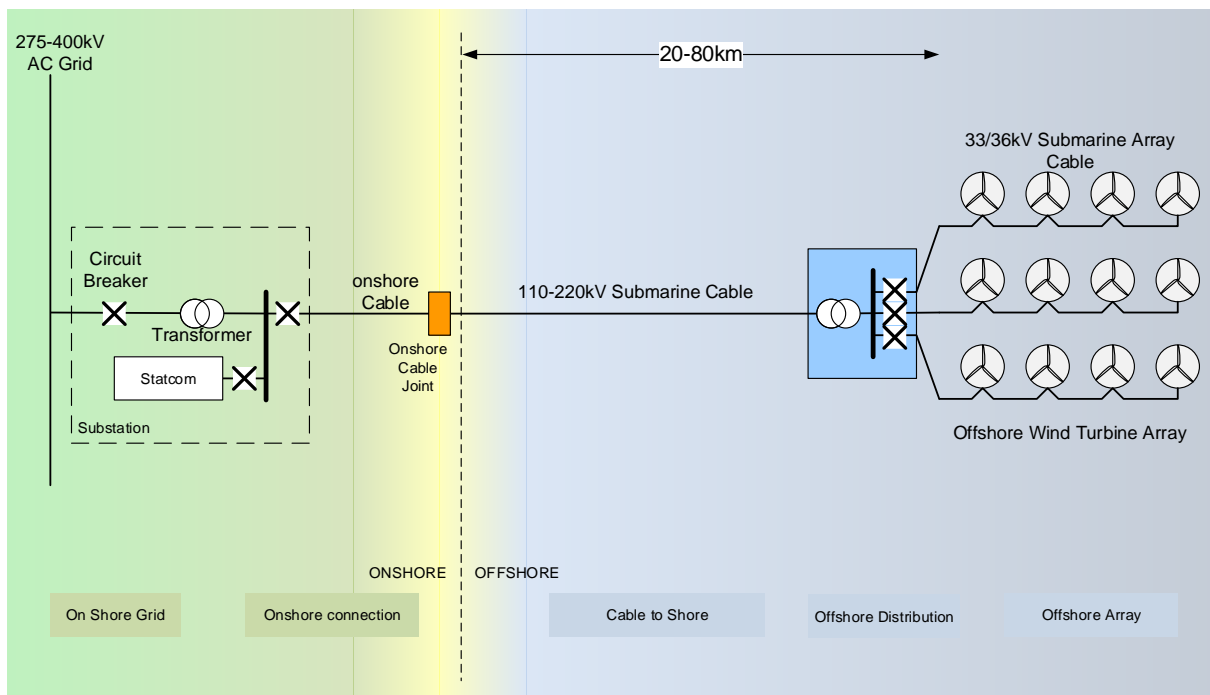 275-400kV
AC Grid
20-80km
33/36kV Submarine Array
Cable
Circuit
Breaker
Transformer
onshore
Cable
110-220kV Submarine Cable
Onshore
Cable
Joint
Statcom
Substation
Offshore Wind Turbine Array
ONSHORE
OFFSHORE
On Shore Grid
Onshore connection
Cable to Shore
Offshore Distribution
Offshore Array